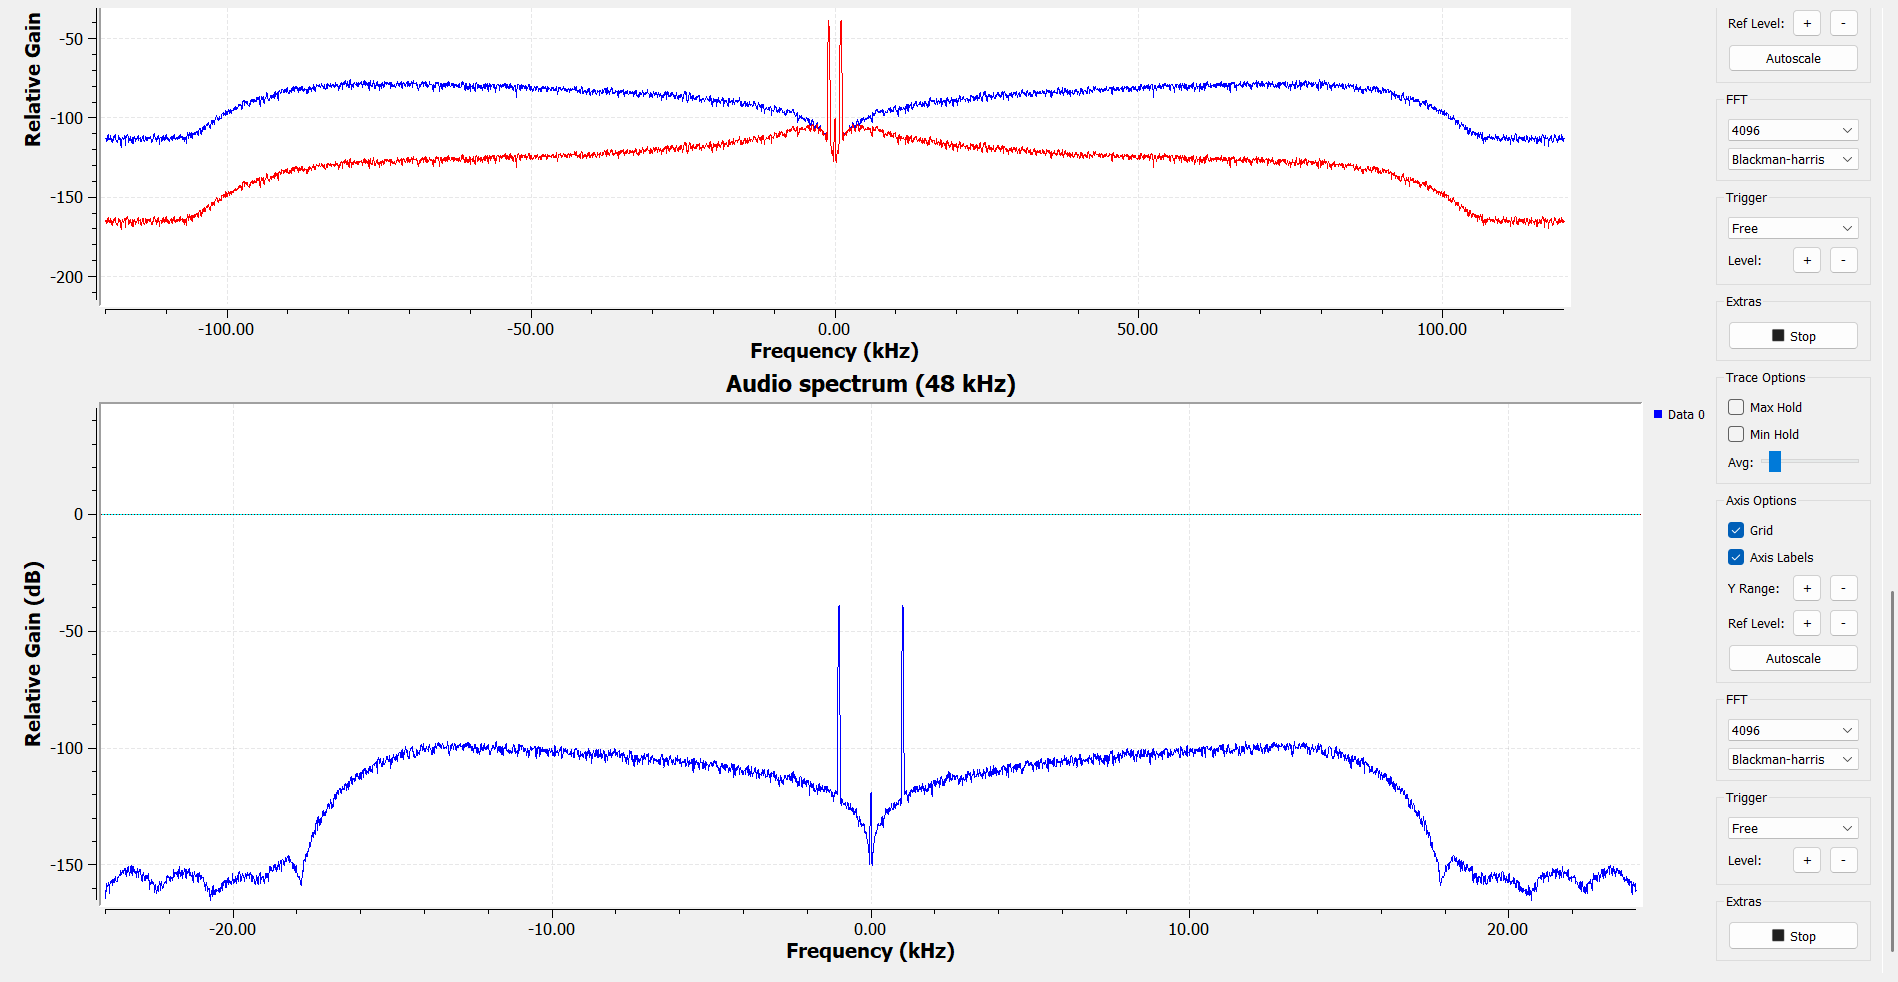 Relative Gain
-50
-100
-150
-200
-100.00
-50.00
0.00
50.00
100.00
Frequency (kHz)
Ref Level: + -
Autoscale
FFT
4096
Blackman-harris
Trigger
Free
Level: + -
Extras
Stop
Audio spectrum (48 kHz)
Relative Gain (dB)
0
-50
-100
-150
-20.00
-10.00
0.00
10.00
20.00
Frequency (kHz)
Data 0
Trace Options
Max Hold
Min Hold
Avg:
Axis Options
Grid
Axis Labels
Y Range: + -
Ref Level: + -
Autoscale
FFT
4096
Blackman-harris
Trigger
Free
Level: + -
Extras
Stop